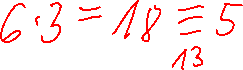 6·3 = 18 ≡ 5
13